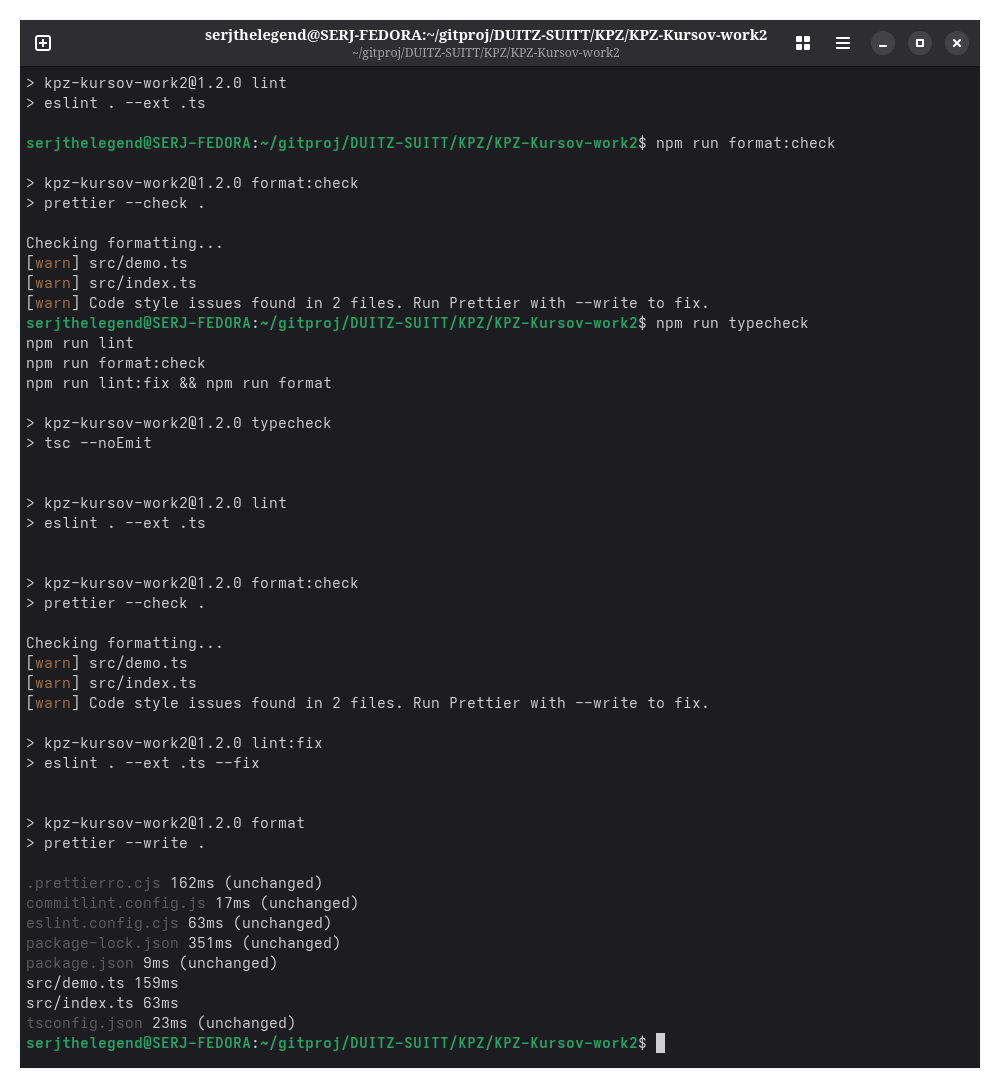 serjthelegend@SERJ-FEDORA:~/gitproj/DUITZ-SUITT/KPZ/KPZ-Kursov-work2
~/gitproj/DUITZ-SUITT/KPZ/KPZ-Kursov-work2
> kpz-kursov-work2@1.2.0 lint
> eslint . --ext .ts
serjthelegend@SERJ-FEDORA:~/gitproj/DUITZ-SUITT/KPZ/KPZ-Kursov-work2$ npm run format:check
> kpz-kursov-work2@1.2.0 format:check
> prettier --check .
Checking formatting...
[warn] src/demo.ts
[warn] src/index.ts
[warn] Code style issues found in 2 files. Run Prettier with --write to fix.
serjthelegend@SERJ-FEDORA:~/gitproj/DUITZ-SUITT/KPZ/KPZ-Kursov-work2$ npm run typecheck
npm run lint
npm run format:check
npm run lint:fix && npm run format
> kpz-kursov-work2@1.2.0 typecheck
> tsc --noEmit
> kpz-kursov-work2@1.2.0 lint
> eslint . --ext .ts
> kpz-kursov-work2@1.2.0 format:check
> prettier --check .
Checking formatting...
[warn] src/demo.ts
[warn] src/index.ts
[warn] Code style issues found in 2 files. Run Prettier with --write to fix.
> kpz-kursov-work2@1.2.0 lint:fix
> eslint . --ext .ts --fix
> kpz-kursov-work2@1.2.0 format
> prettier --write .
.prettierrc.cjs 162ms (unchanged)
commitlint.config.js 17ms (unchanged)
eslint.config.cjs 63ms (unchanged)
package-lock.json 351ms (unchanged)
package.json 9ms (unchanged)
src/demo.ts 159ms
src/index.ts 63ms
tsconfig.json 23ms (unchanged)
serjthelegend@SERJ-FEDORA:~/gitproj/DUITZ-SUITT/KPZ/KPZ-Kursov-work2$